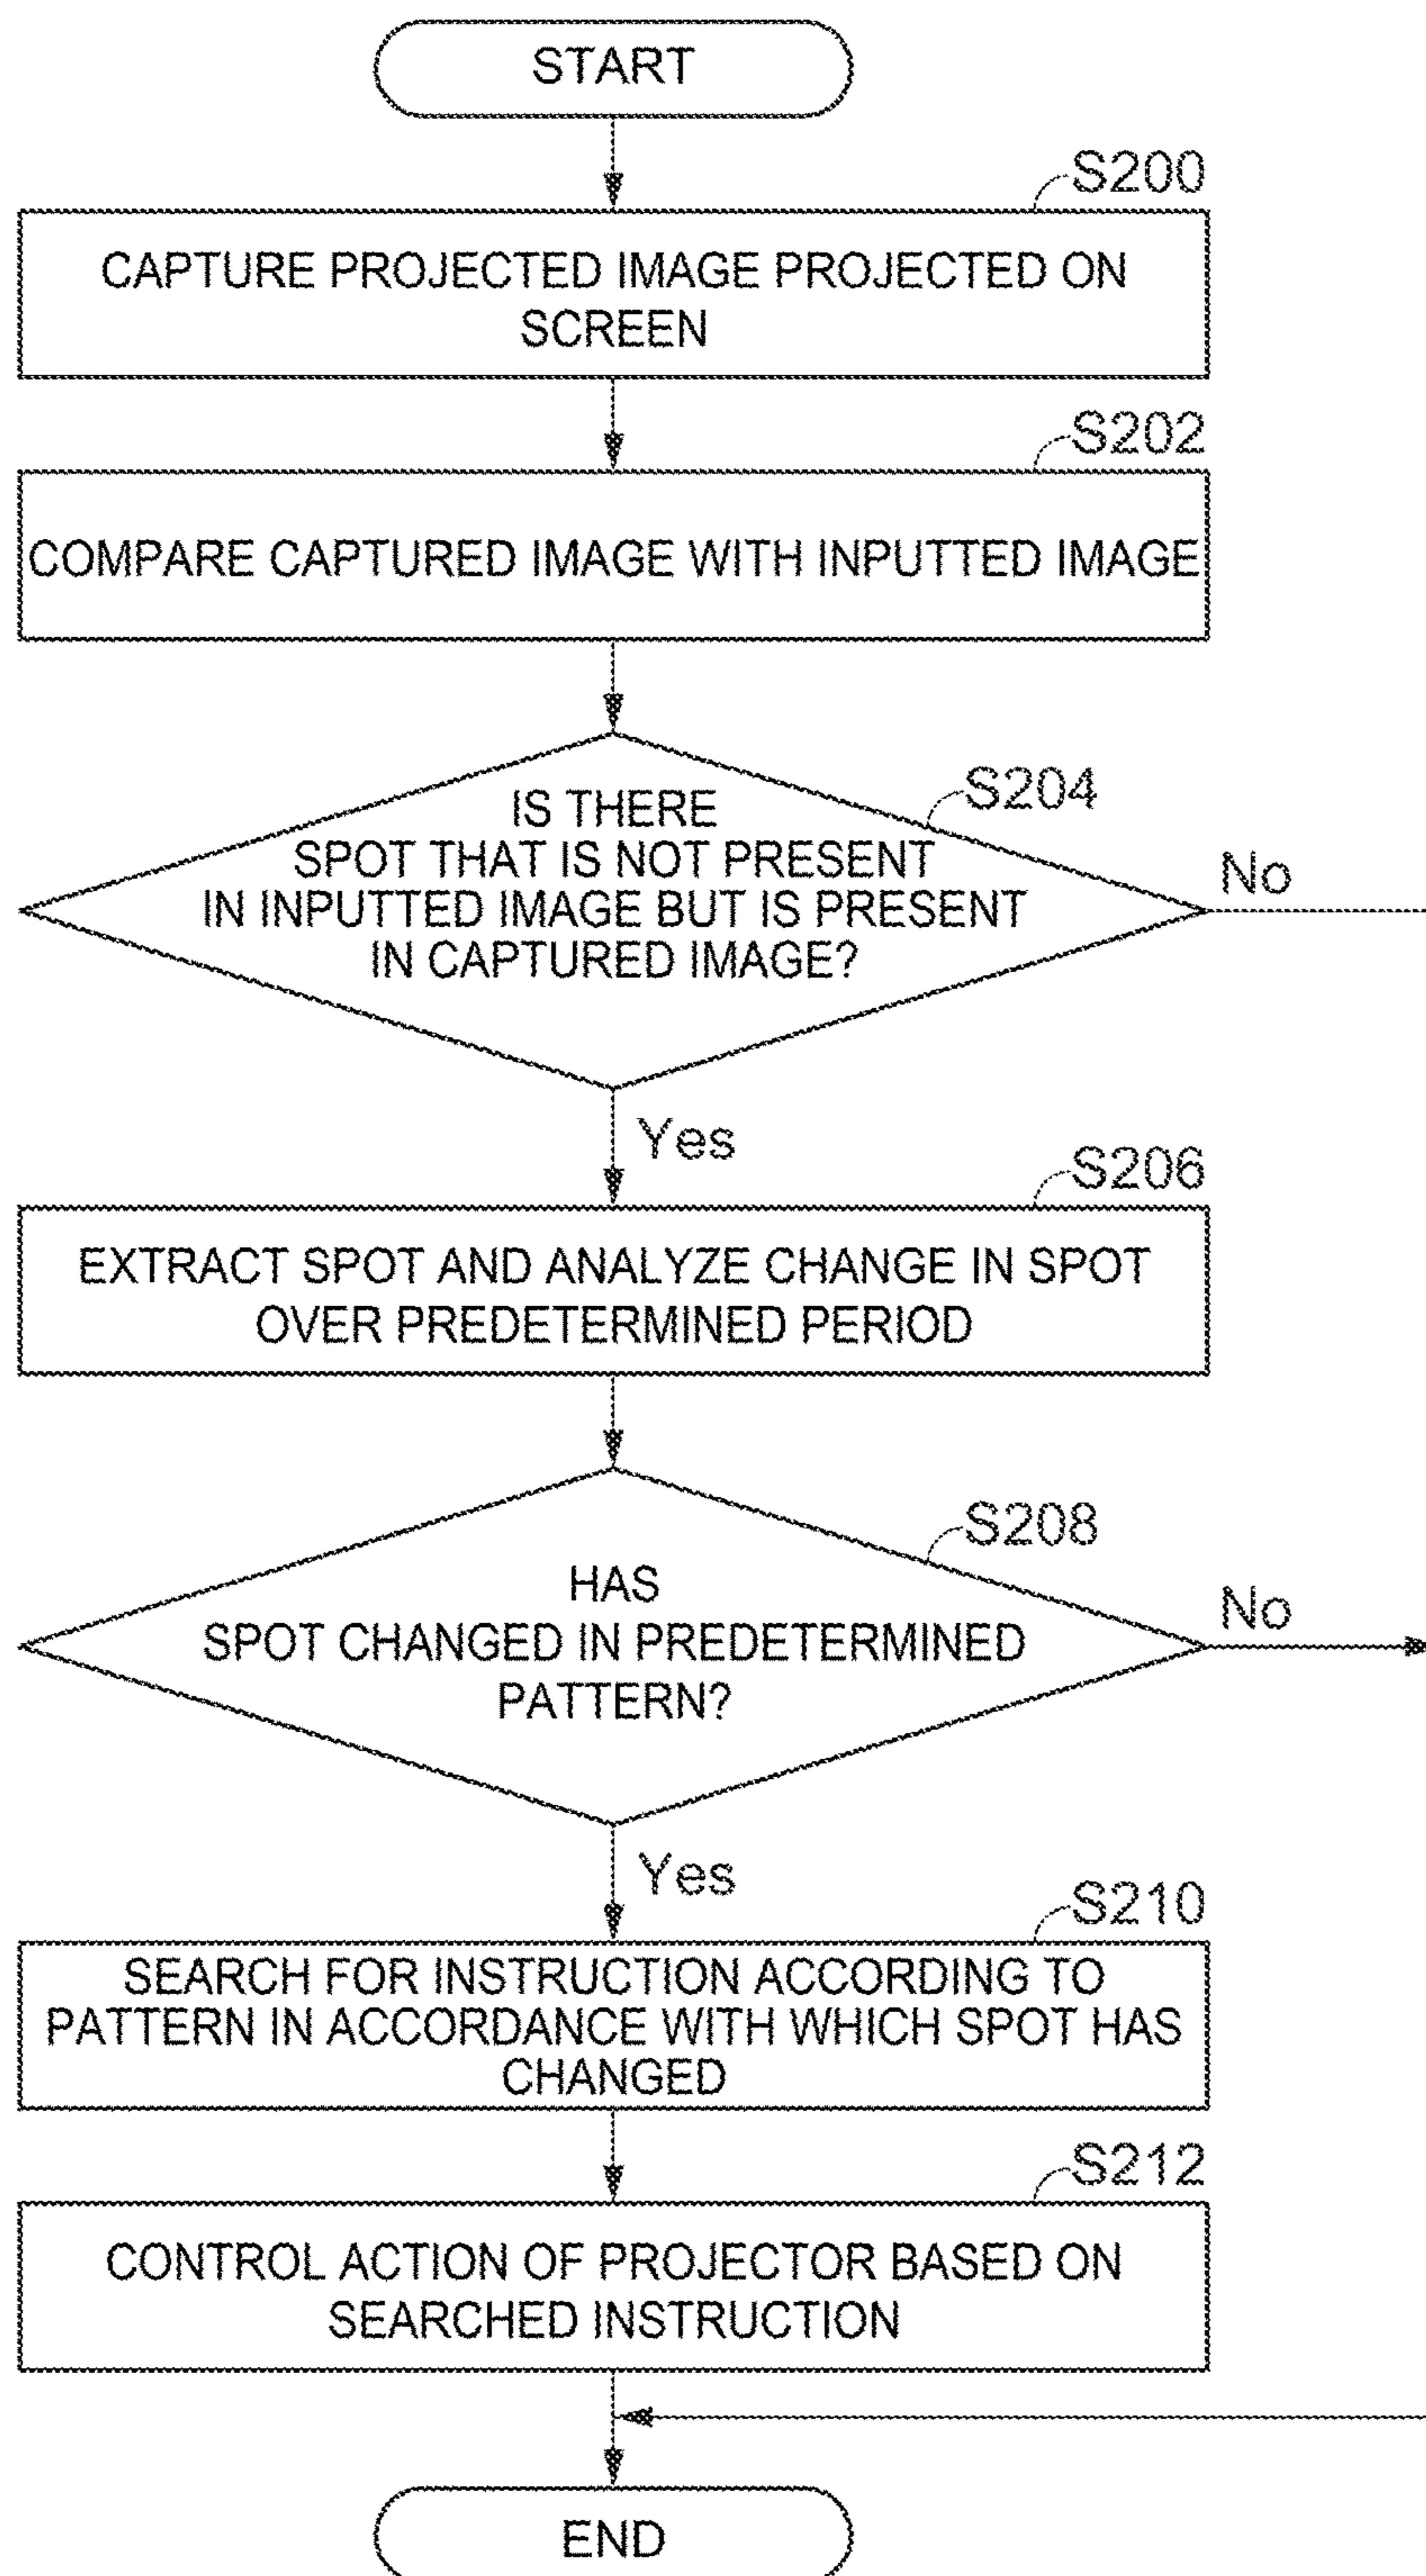 START
S200
CAPTURE PROJECTED IMAGE PROJECTED ON
SCREEN
S202
COMPARE CAPTURED IMAGE WITH INPUTTED IMAGE
S204
IS THERE
SPOT THAT IS NOT PRESENT
IN INPUTTED IMAGE BUT IS PRESENT
IN CAPTURED IMAGE?
No
Yes
S206
EXTRACT SPOT AND ANALYZE CHANGE IN SPOT
OVER PREDETERMINED PERIOD
S208
HAS
SPOT CHANGED IN PREDETERMINED
PATTERN?
No
Yes
S210
SEARCH FOR INSTRUCTION ACCORDING TO
PATTERN IN ACCORDANCE WITH WHICH SPOT HAS
CHANGED
S212
CONTROL ACTION OF PROJECTOR BASED ON
SEARCHED INSTRUCTION
END